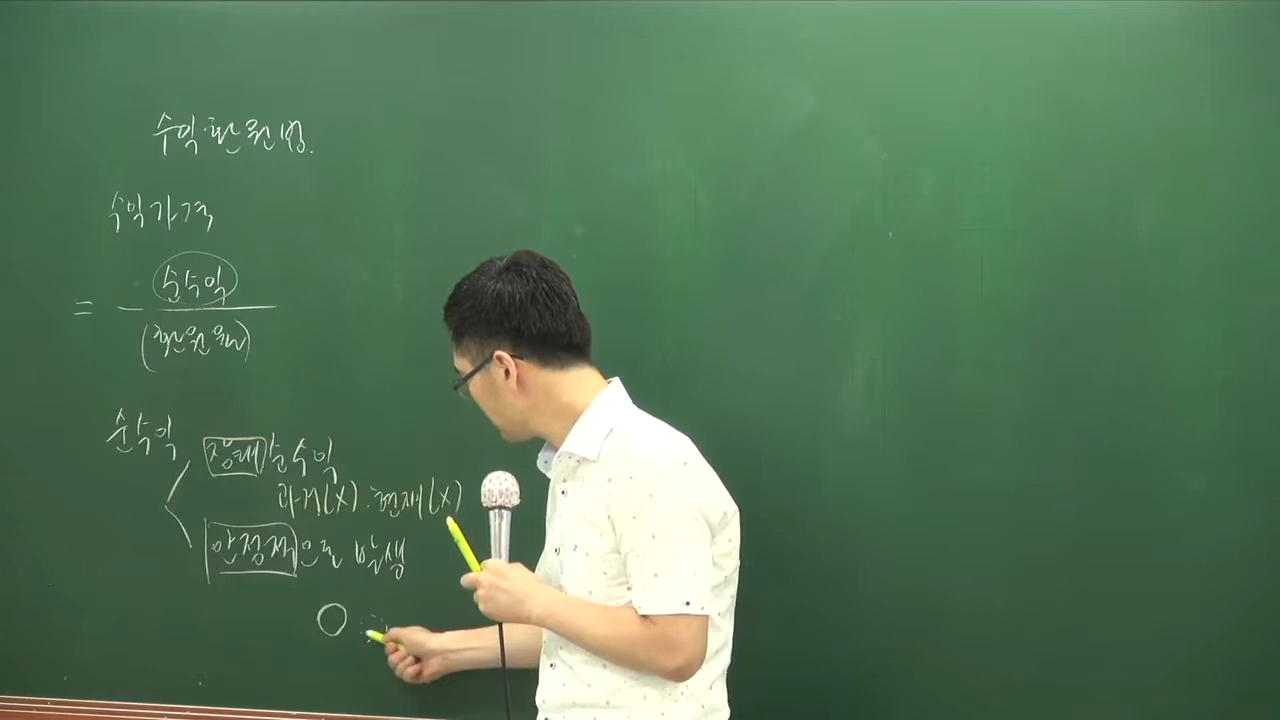 수익환원법.
수익가격
= 순수익
(환원율)
순수익
장래 순수익
과거(X). 현재(X)
안정적으로 발생